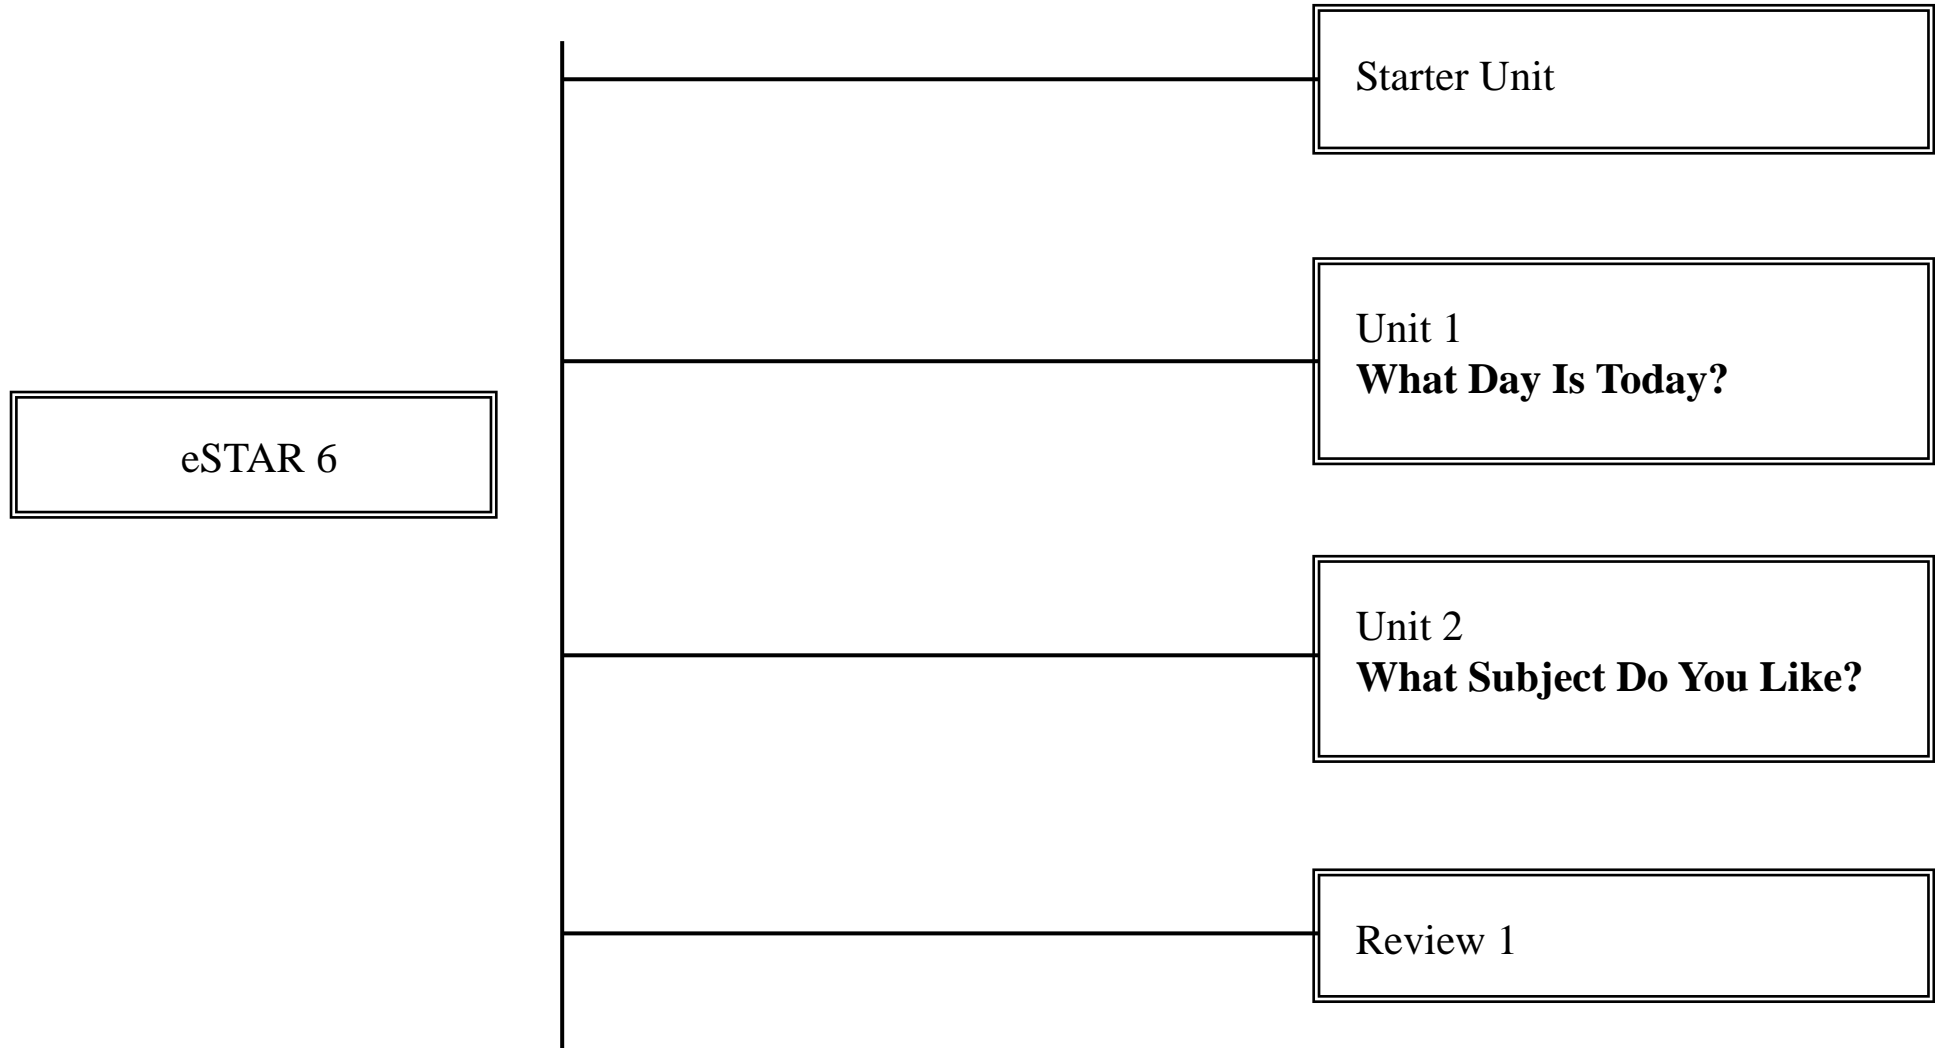 eSTAR 6
Starter Unit
Unit 1
What Day Is Today?
Unit 2
What Subject Do You Like?
Review 1